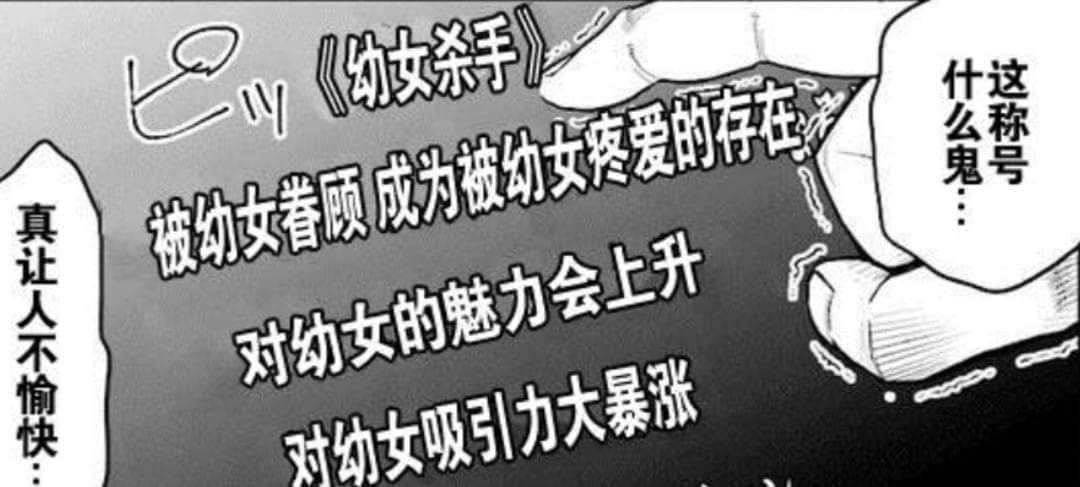 这称号
什么鬼…
ピッ
《幼女杀手》
被幼女眷顾 成为被幼女疼爱的存在
对幼女的魅力会上升
对幼女吸引力大暴涨
真让人不愉快…